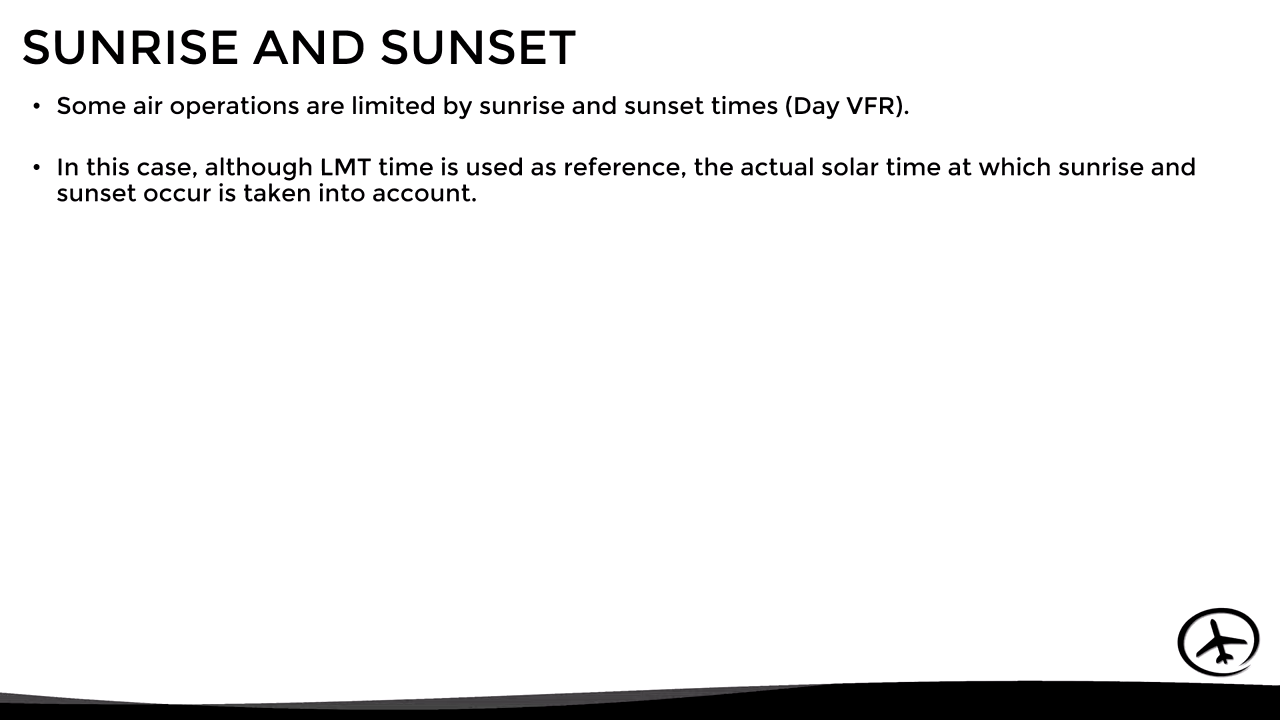 SUNRISE AND SUNSET
• Some air operations are limited by sunrise and sunset times (Day VFR).
• In this case, although LMT time is used as reference, the actual solar time at which sunrise and
sunset occur is taken into account.